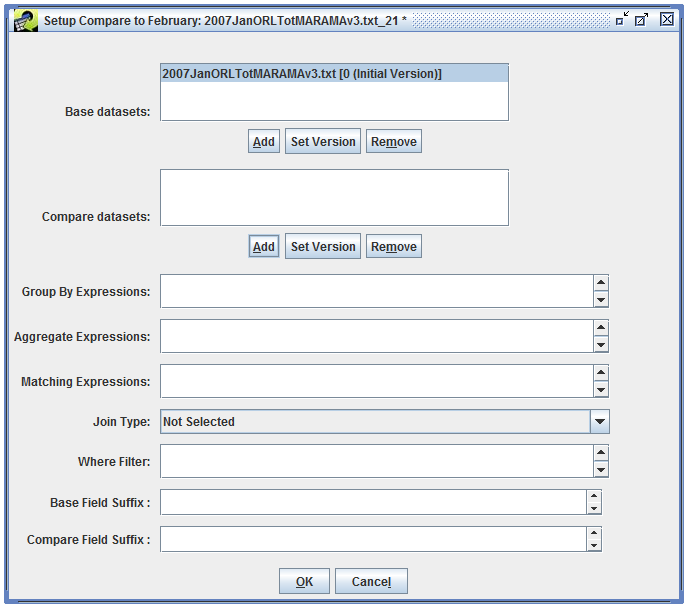 Setup Compare to February: 2007JanORLTotMARAMAv3.txt_21 *
2007JanORLTotMARAMAv3.txt [0 (Initial Version)]
Base datasets:
Add Set Version Remove
Compare datasets:
Add Set Version Remove
Group By Expressions:
Aggregate Expressions:
Matching Expressions:
Join Type: Not Selected
Where Filter:
Base Field Suffix :
Compare Field Suffix :
OK Cancel